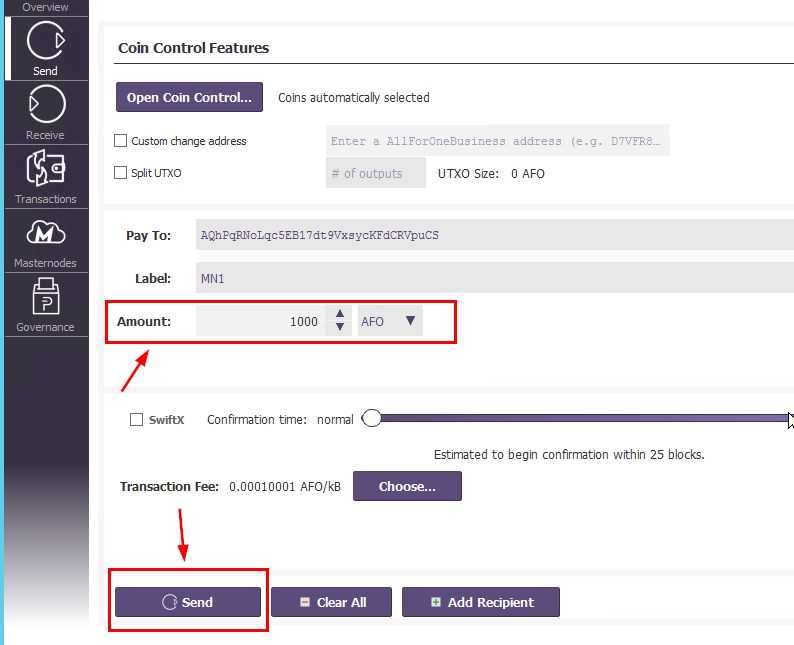 Overview
Send
Receive
Transactions
Masternodes
Governance
Coin Control Features
Open Coin Control... Coins automatically selected
Custom change address Enter a AllForOneBusiness address (e.g. D7VFR8…
Split UTXO # of outputs UTXO Size: 0 AFO
Pay To: AQhPqRNoLqc5EB17dt9VxsycKFdCRVpuCS
Label: MN1
Amount: 1000 AFO
SwiftX Confirmation time: normal
Estimated to begin confirmation within 25 blocks.
Transaction Fee: 0.00010001 AFO/kB Choose...
Send Clear All Add Recipient